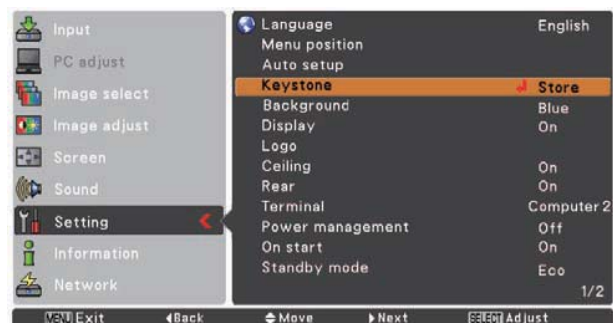 Input
PC adjust
Image select
Image adjust
Screen
Sound
Setting
Information
Network
Language English
Menu position
Auto setup
Keystone Store
Background Blue
Display On
Logo
Ceiling On
Rear On
Terminal Computer 2
Power management Off
On start On
Standby mode Eco
1/2
MENU Exit Back Move Next SELECT Adjust